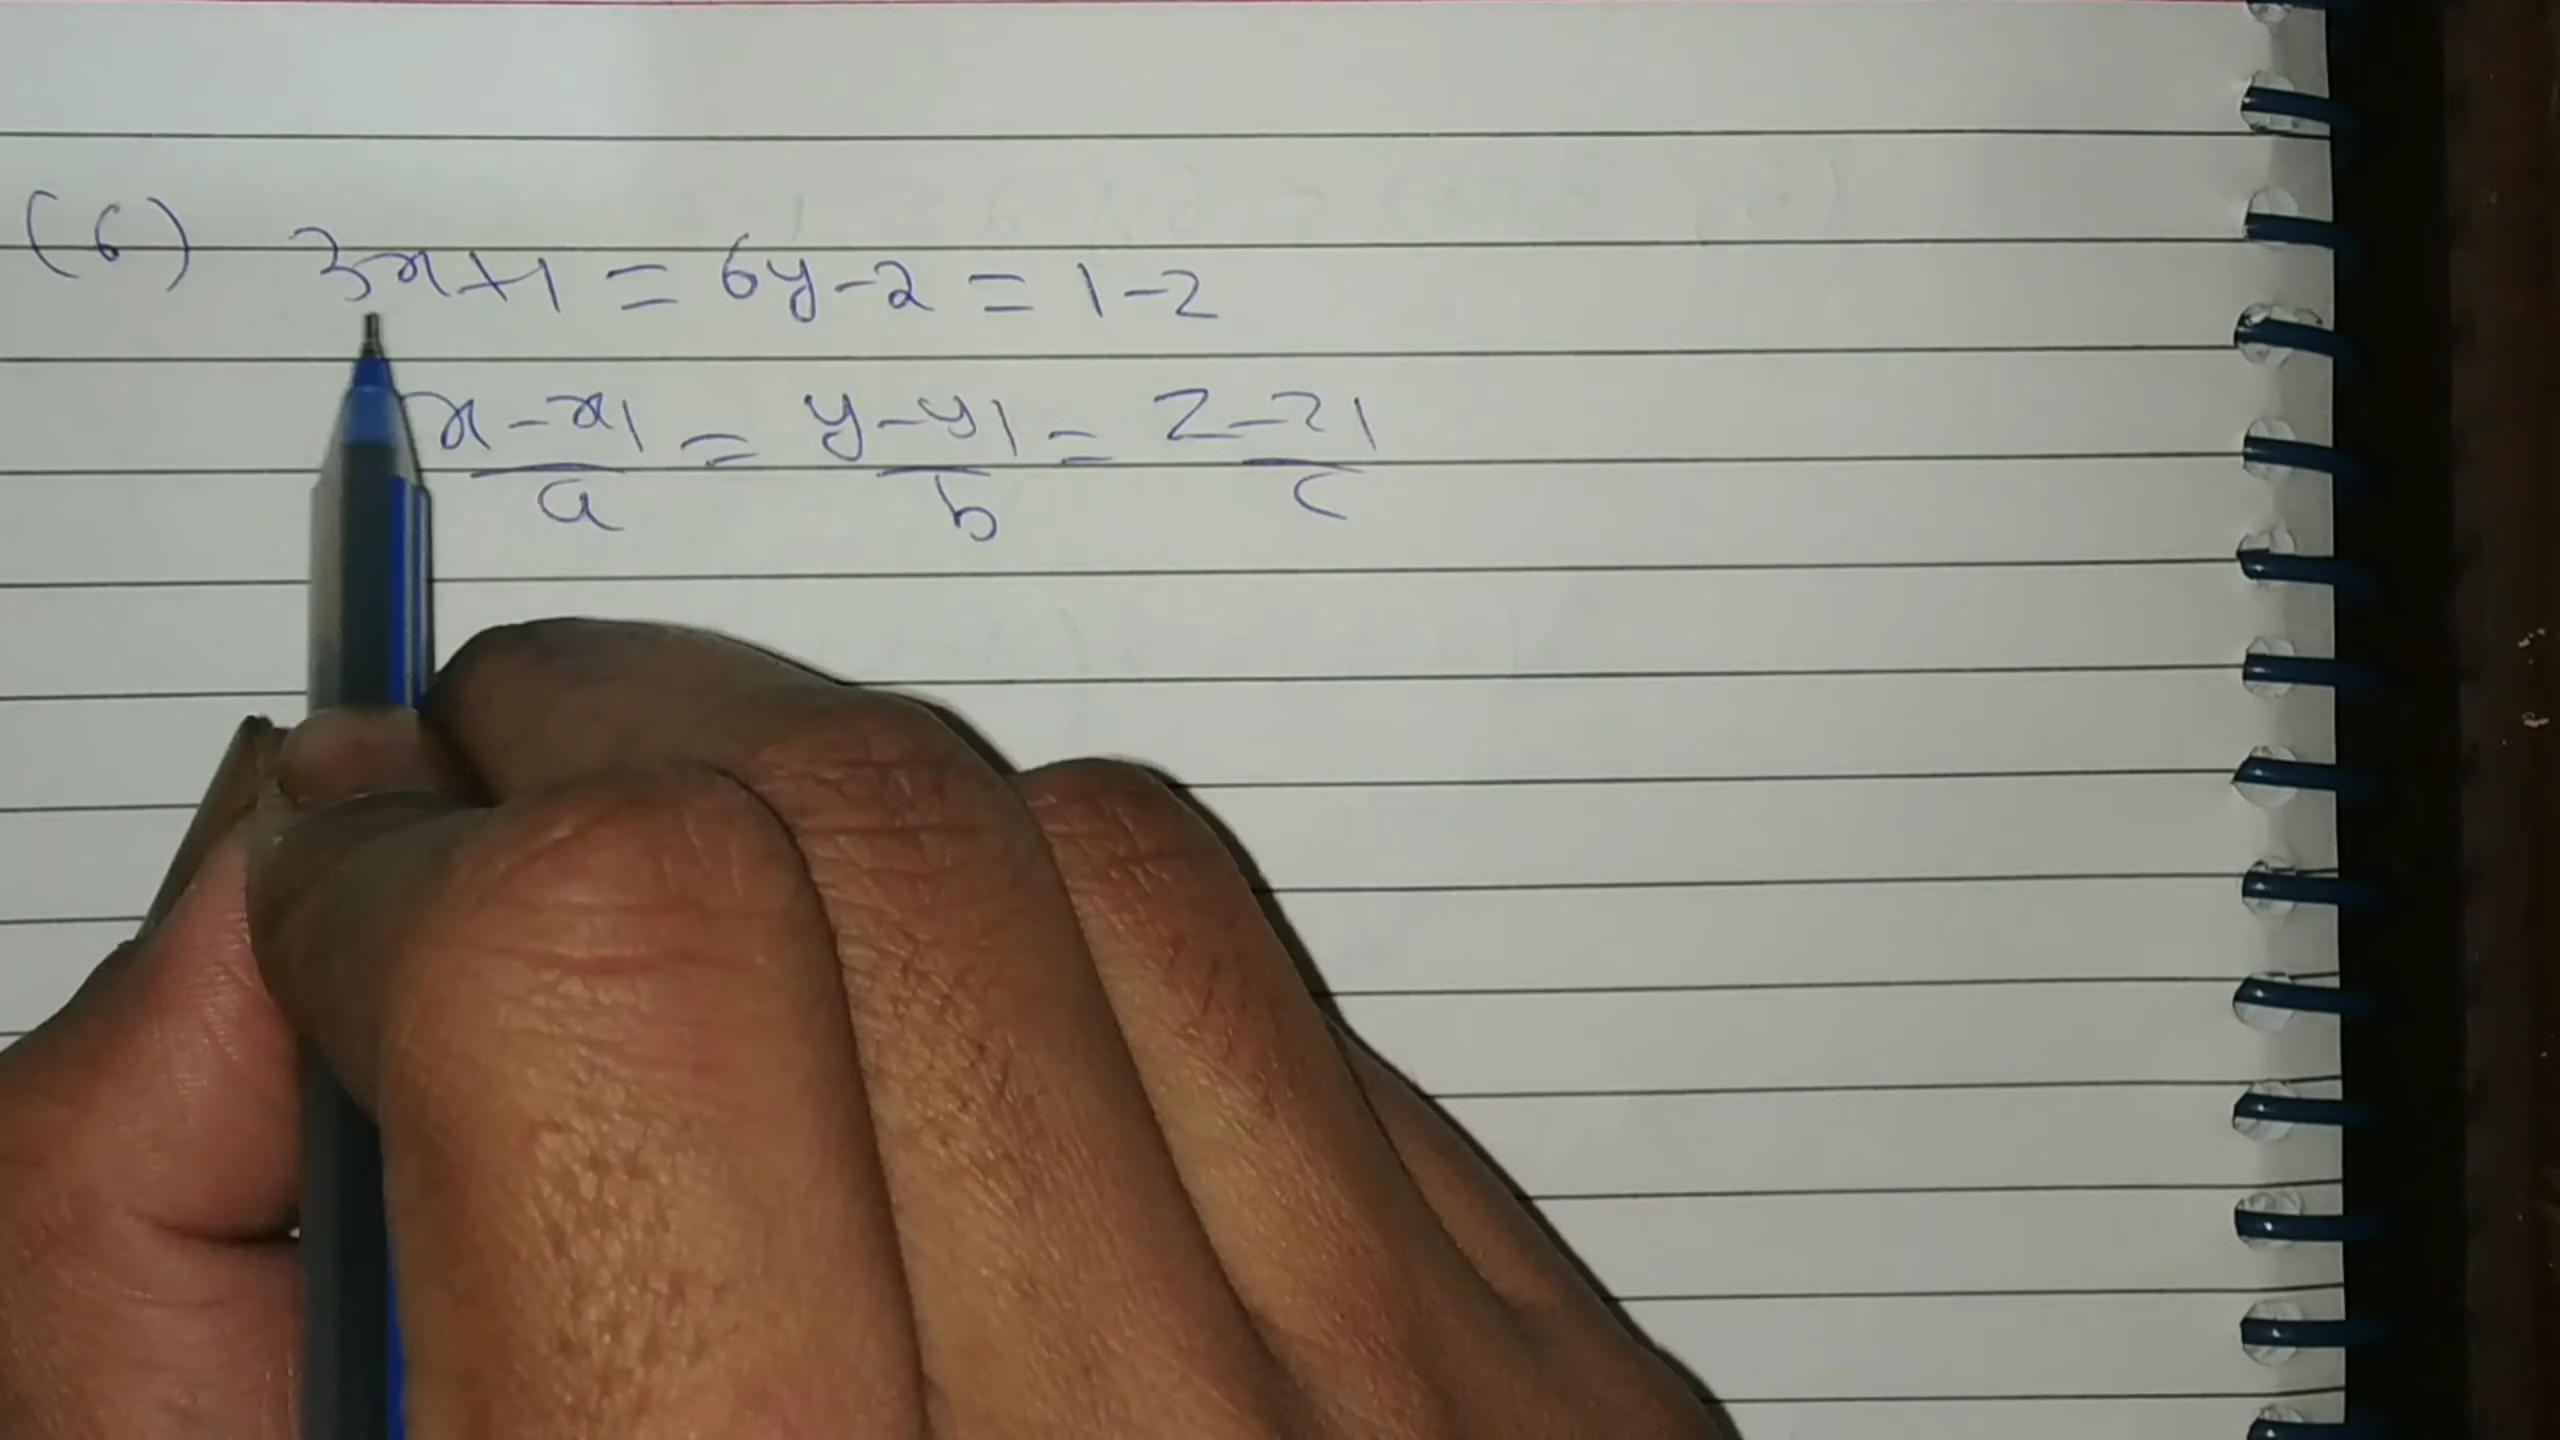 (6) 3x+1 = 6y-2 = 1-z
x-x1/a = y-y1/b = z-z1/c